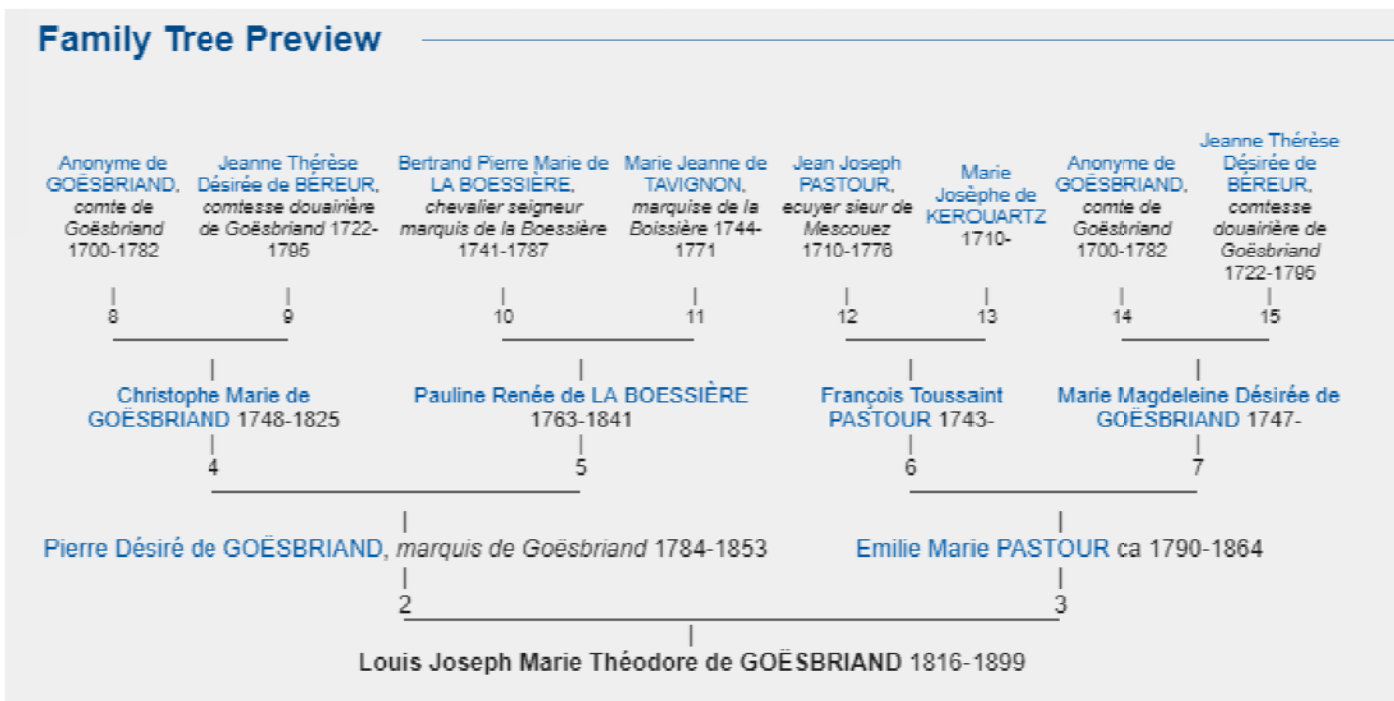 Family Tree Preview
Anonyme de
GOËSBRIAND,
comte de
Goësbriand
1700-1782
Jeanne Thérèse
Désirée de BÉREUR,
comtesse douairière
de Goësbriand 1722-
1795
Bertrand Pierre Marie de
LA BOESSIÈRE,
chevalier seigneur
marquis de la Boessière
1741-1787
Marie Jeanne de
TAVIGNON,
marquise de la
Boissière 1744-
1771
Jean Joseph
PASTOUR,
ecuyer sieur de
Mescouez
1710-1776
Marie
Josèphe de
KEROUARTZ
1710-
Anonyme de
GOËSBRIAND,
comte de
Goësbriand
1700-1782
Jeanne Thérèse
Désirée de
BÉREUR,
comtesse
douairière de
Goësbriand
1722-1795
8
9
10
11
12
13
14
15
Christophe Marie de
GOËSBRIAND 1748-1825
Pauline Renée de LA BOESSIÈRE
1763-1841
François Toussaint
PASTOUR 1743-
Marie Magdeleine Désirée de
GOËSBRIAND 1747-
4
5
6
7
Pierre Désiré de GOËSBRIAND, marquis de Goësbriand 1784-1853
Emilie Marie PASTOUR ca 1790-1864
2
3
Louis Joseph Marie Théodore de GOËSBRIAND 1816-1899